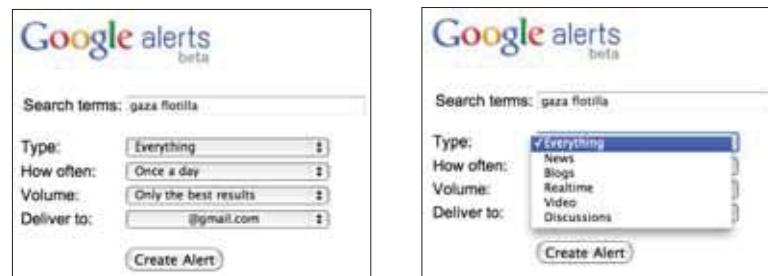 Google alerts
beta
Search terms: gaza flotilla
Type: Everything
How often: Once a day
Volume: Only the best results
Deliver to: @gmail.com
Create Alert
Google alerts
beta
Search terms: gaza flotilla
Type: ✓Everything
How often: News
Blogs
Volume: Realtime
Video
Deliver to: Discussions
Create Alert